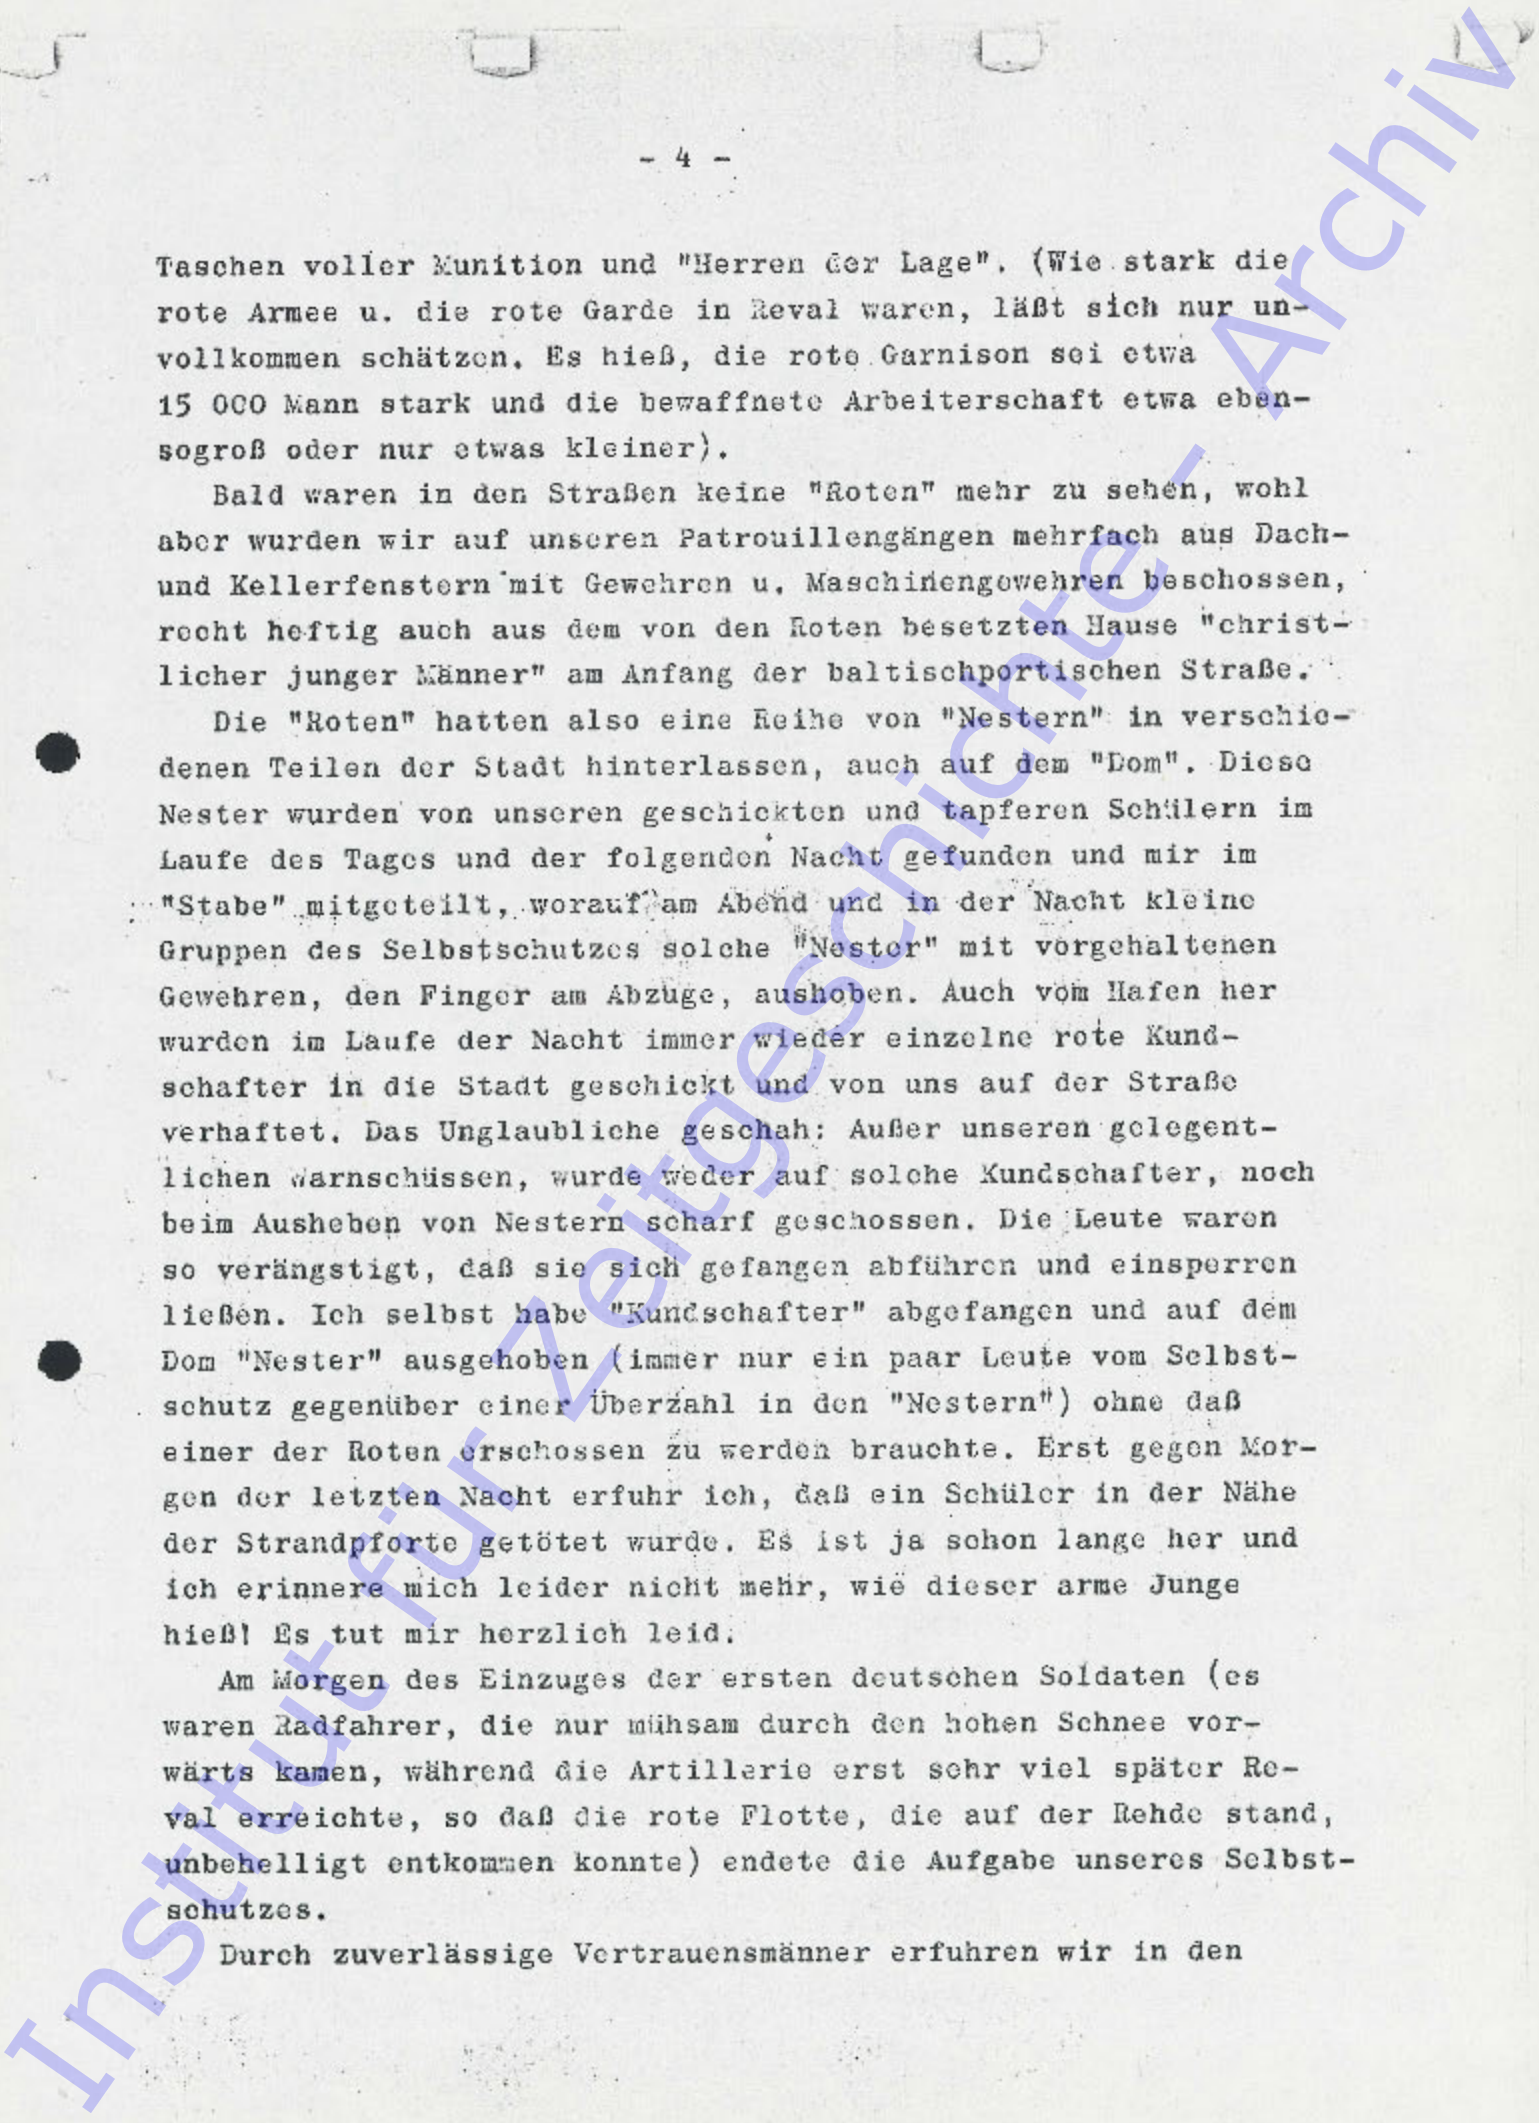 - 4 -
Taschen voller Munition und "Herren der Lage". (Wie stark die
rote Armee u. die rote Garde in Reval waren, läßt sich nur un-
vollkommen schätzen. Es hieß, die rote Garnison sei etwa
15 000 Mann stark und die bewaffnete Arbeiterschaft etwa eben-
sogroß oder nur etwas kleiner).
Bald waren in den Straßen keine "Roten" mehr zu sehen, wohl
aber wurden wir auf unseren Patrouillengängen mehrfach aus Dach-
und Kellerfenstern mit Gewehren u. Maschinengewehren beschossen,
recht heftig auch aus dem von den Roten besetzten Hause "christ-
licher junger Männer" am Anfang der baltischportischen Straße.
Die "Roten" hatten also eine Reihe von "Nestern" in verschie-
denen Teilen der Stadt hinterlassen, auch auf dem "Dom". Diese
Nester wurden von unseren geschickten und tapferen Schülern im
Laufe des Tages und der folgenden Nacht gefunden und mir im
"Stabe" mitgeteilt, worauf am Abend und in der Nacht kleine
Gruppen des Selbstschutzes solche "Nester" mit vorgehaltenen
Gewehren, den Finger am Abzuge, aushoben. Auch vom Hafen her
wurden im Laufe der Nacht immer wieder einzelne rote Kund-
schafter in die Stadt geschickt und von uns auf der Straße
verhaftet. Das Unglaubliche geschah: Außer unseren gelegent-
lichen Warnschüssen, wurde weder auf solche Kundschafter, noch
beim Ausheben von Nestern scharf geschossen. Die Leute waren
so verängstigt, daß sie sich gefangen abführen und einsperren
ließen. Ich selbst habe "Kundschafter" abgefangen und auf dem
Dom "Nester" ausgehoben (immer nur ein paar Leute vom Selbst-
schutz gegenüber einer Überzahl in den "Nestern") ohne daß
einer der Roten erschossen zu werden brauchte. Erst gegen Mor-
gen der letzten Nacht erfuhr ich, daß ein Schüler in der Nähe
der Strandpforte getötet wurde. Es ist ja schon lange her und
ich erinnere mich leider nicht mehr, wie dieser arme Junge
hieß! Es tut mir herzlich leid.
Am Morgen des Einzuges der ersten deutschen Soldaten (es
waren Radfahrer, die nur mühsam durch den hohen Schnee vor-
wärts kamen, während die Artillerie erst sehr viel später Re-
val erreichte, so daß die rote Flotte, die auf der Rehde stand,
unbehelligt entkommen konnte) endete die Aufgabe unseres Selbst-
schutzes.
Durch zuverlässige Vertrauensmänner erfuhren wir in den
Institut für Zeitgeschichte - Archiv